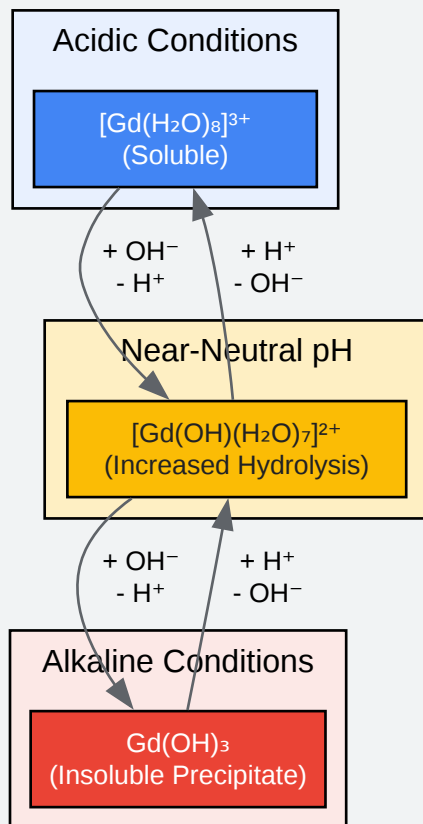 Acidic Conditions
[Gd(H₂O)₈]³⁺
(Soluble)
+ OH⁻
- H⁺
+ H⁺
- OH⁻
Near-Neutral pH
[Gd(OH)(H₂O)₇]²⁺
(Increased Hydrolysis)
+ OH⁻
- H⁺
+ H⁺
- OH⁻
Alkaline Conditions
Gd(OH)₃
(Insoluble Precipitate)